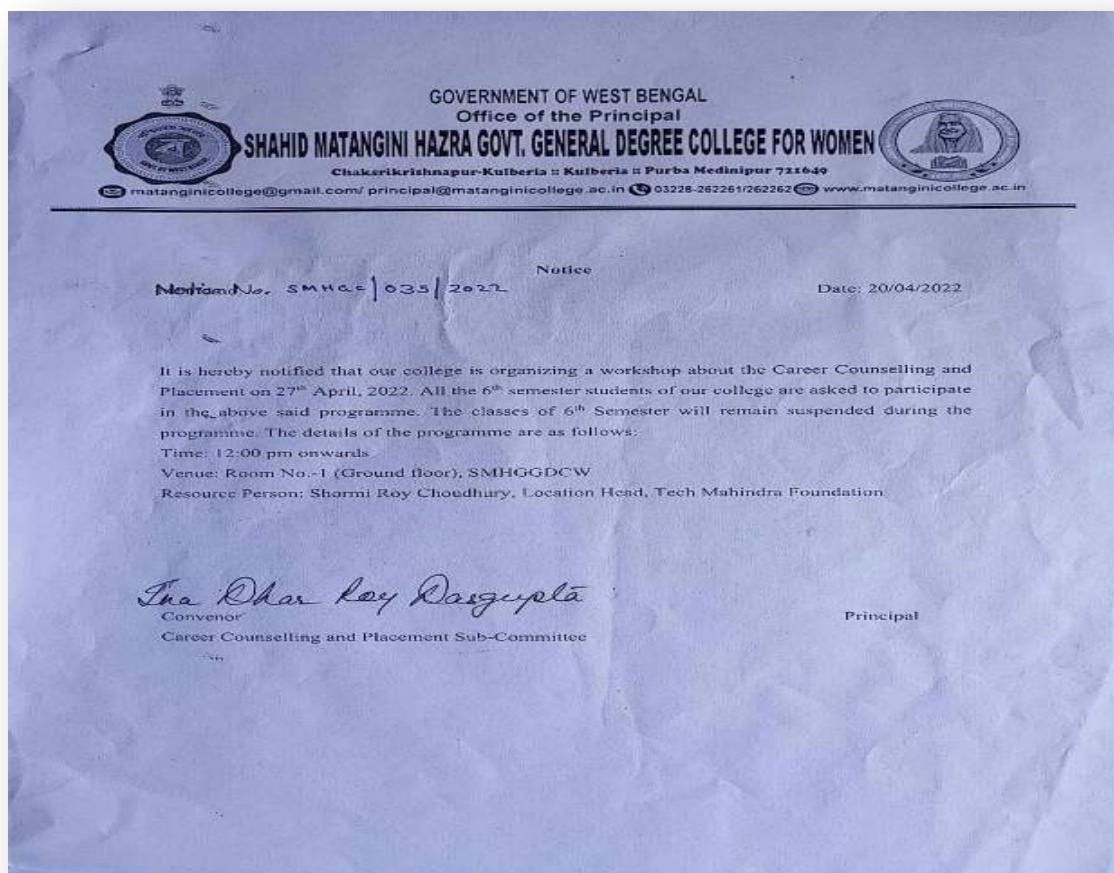 GOVERNMENT OF WEST BENGAL
Office of the Principal
SHAHID MATANGINI HAZRA GOVT. GENERAL DEGREE COLLEGE FOR WOMEN
Chaksrikrishnapur-Kulberia :: Kulberia :: Purba Medinipur 721649
matanginicollege@gmail.com/ principal@matanginicollege.ac.in 03228-262261/262262 www.matanginicollege.ac.in
Notice
No. SMHGC/035/2022 Date: 20/04/2022
It is hereby notified that our college is organizing a workshop about the Career Counselling and
Placement on 27th April, 2022. All the 6th semester students of our college are asked to participate
in the above said programme. The classes of 6th Semester will remain suspended during the
programme. The details of the programme are as follows:
Time: 12:00 pm onwards
Venue: Room No.-1 (Ground floor), SMHGGDCW
Resource Person: Shormi Roy Choudhury, Location Head, Tech Mahindra Foundation
Ina Dhar Roy Dasgupta
Convenor Principal
Career Counselling and Placement Sub-Committee